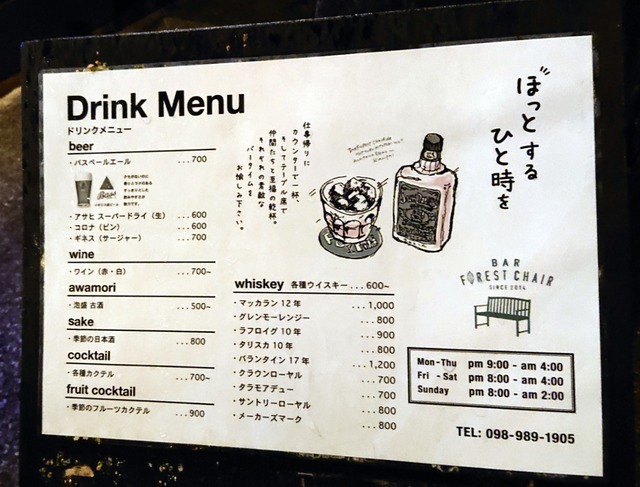 Drink Menu
ドリンクメニュー
beer
・バスペールエール ...700
・アサヒ スーパードライ（生） ...600
・コロナ（ビン） ...600
・ギネス（サージャー） ...700
wine
・ワイン（赤・白） ...700~
awamori
・泡盛 古酒 ...500~
sake
・季節の日本酒 ...800
cocktail
・各種カクテル ...700~
fruit cocktail
・季節のフルーツカクテル ...900
仕事帰りに
カウンターで一杯、
そしてテーブル席で
仲間たちと至福の乾杯。
それぞれの素敵な
バータイムを
お愉しみ下さい。
whiskey 各種ウイスキー...600~
・マッカラン 12 年 ...1,000
・グレンモーレンジー ...800
・ラフロイグ 10 年 ...900
・タリスカ 10 年 ...800
・バランタイン 17 年 ...1,200
・クラウンローヤル ...700
・タラモアデュー ...700
・サントリーローヤル ...800
・メーカーズマーク ...800
ぼっとする
ひと時を
BAR
FOREST CHAIR
SINCE 2014
Mon-Thu pm 9:00 - am 4:00
Fri - Sat pm 8:00 - am 4:00
Sunday pm 8:00 - am 2:00
TEL: 098-989-1905